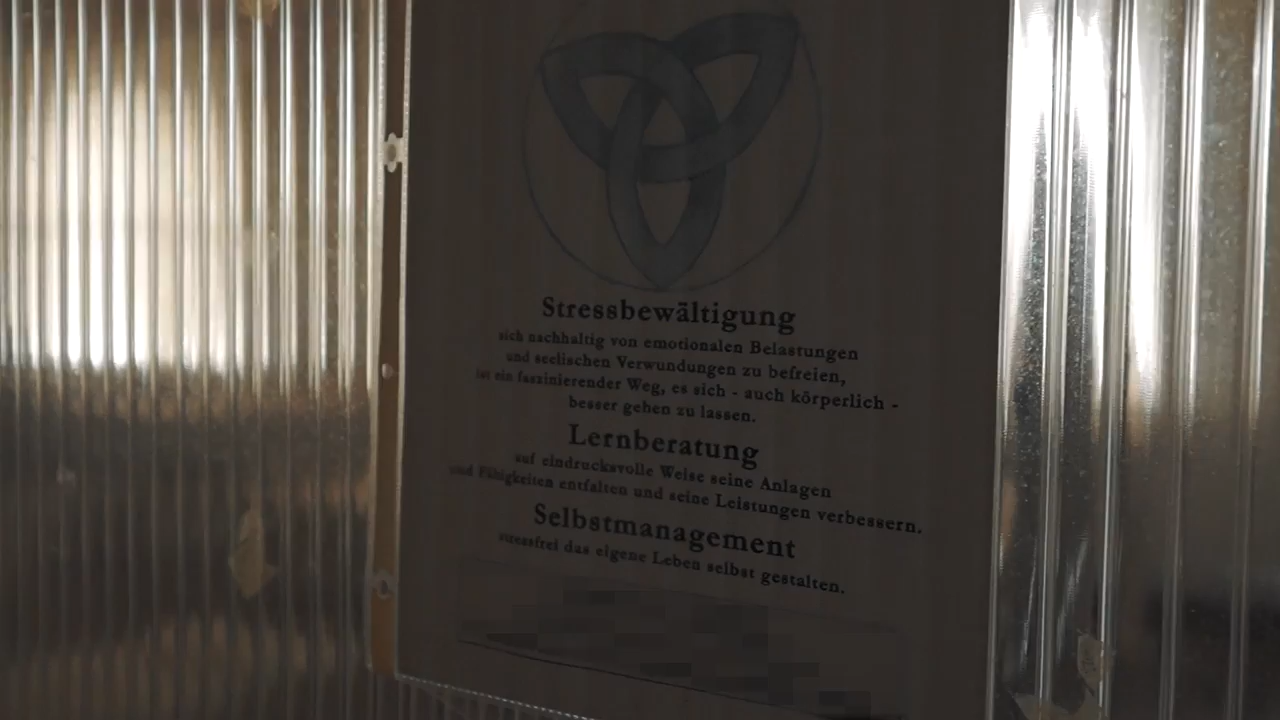 Stressbewältigung
sich nachhaltig von emotionalen Belastungen
und seelischen Verwundungen zu befreien,
ist ein faszinierender Weg, es sich - auch körperlich -
besser gehen zu lassen.
Lernberatung
auf eindrucksvolle Weise seine Anlagen
und Fähigkeiten entfalten und seine Leistungen verbessern.
Selbstmanagement
stressfrei das eigene Leben selbst gestalten.